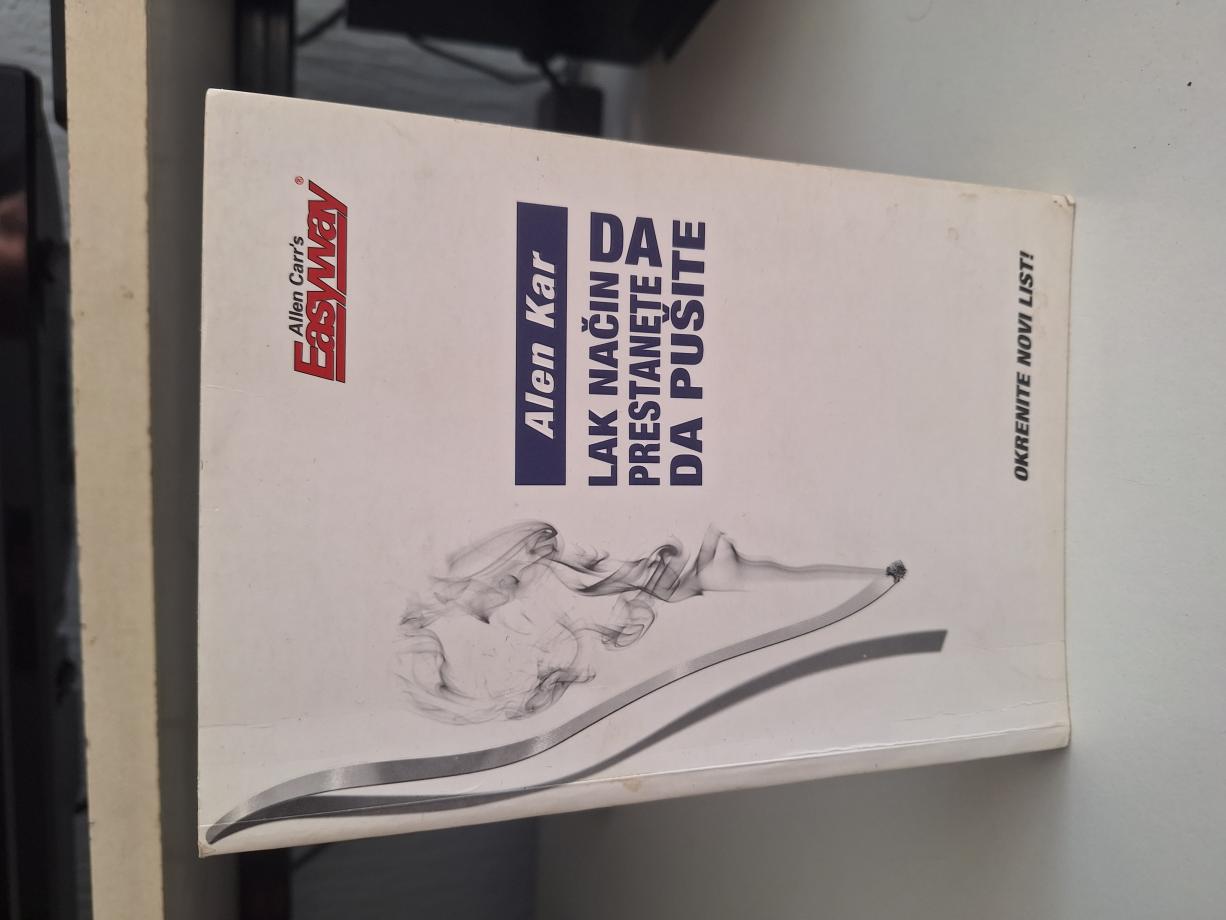 Allen Carr's
Easyway®
Alen Kar
LAK NAČIN DA
PRESTANETE
DA PUŠITE
OKRENITE NOVI LIST!